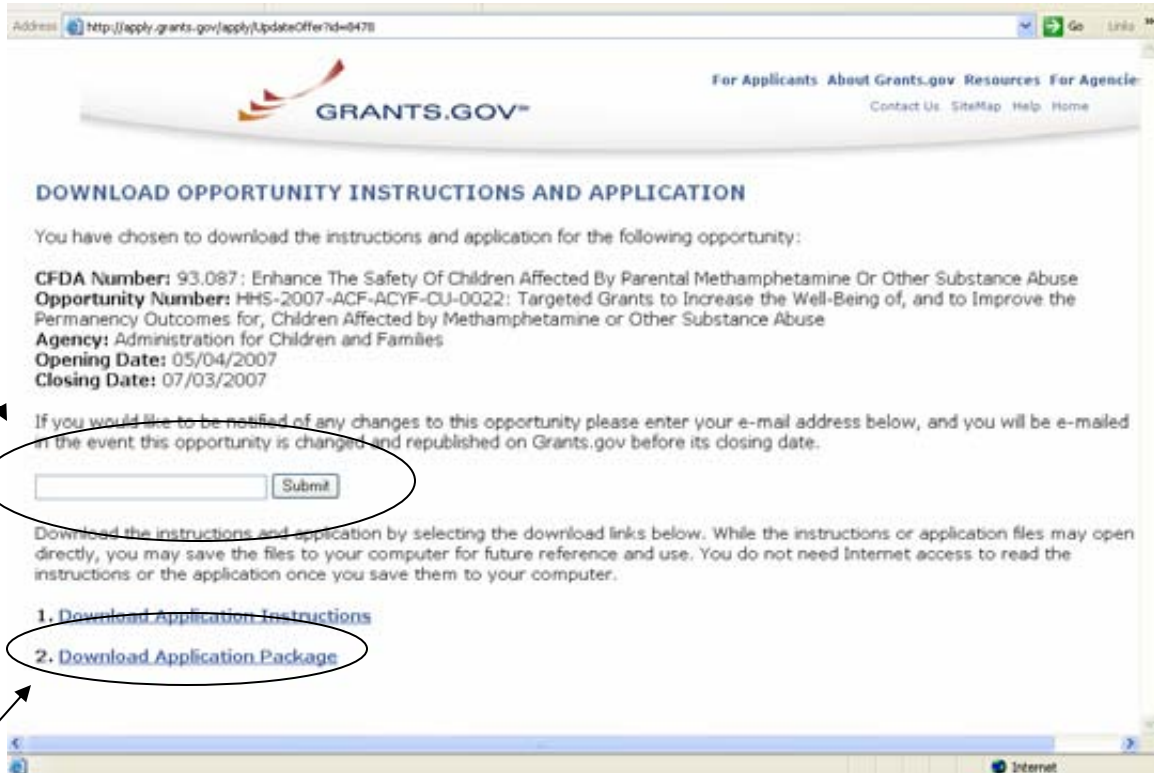 Address http://apply.grants.gov/apply/UpdateOffer?id=8478 Go Links »
For Applicants About Grants.gov Resources For Agencie
GRANTS.GOV℠
Contact Us SiteMap Help Home
DOWNLOAD OPPORTUNITY INSTRUCTIONS AND APPLICATION
You have chosen to download the instructions and application for the following opportunity:
CFDA Number: 93.087: Enhance The Safety Of Children Affected By Parental Methamphetamine Or Other Substance Abuse
Opportunity Number: HHS-2007-ACF-ACYF-CU-0022: Targeted Grants to Increase the Well-Being of, and to Improve the
Permanency Outcomes for, Children Affected by Methamphetamine or Other Substance Abuse
Agency: Administration for Children and Families
Opening Date: 05/04/2007
Closing Date: 07/03/2007
If you would like to be notified of any changes to this opportunity please enter your e-mail address below, and you will be e-mailed
in the event this opportunity is changed and republished on Grants.gov before its closing date.
Submit
Download the instructions and application by selecting the download links below. While the instructions or application files may open
directly, you may save the files to your computer for future reference and use. You do not need Internet access to read the
instructions or the application once you save them to your computer.
1. Download Application Instructions
2. Download Application Package
Internet